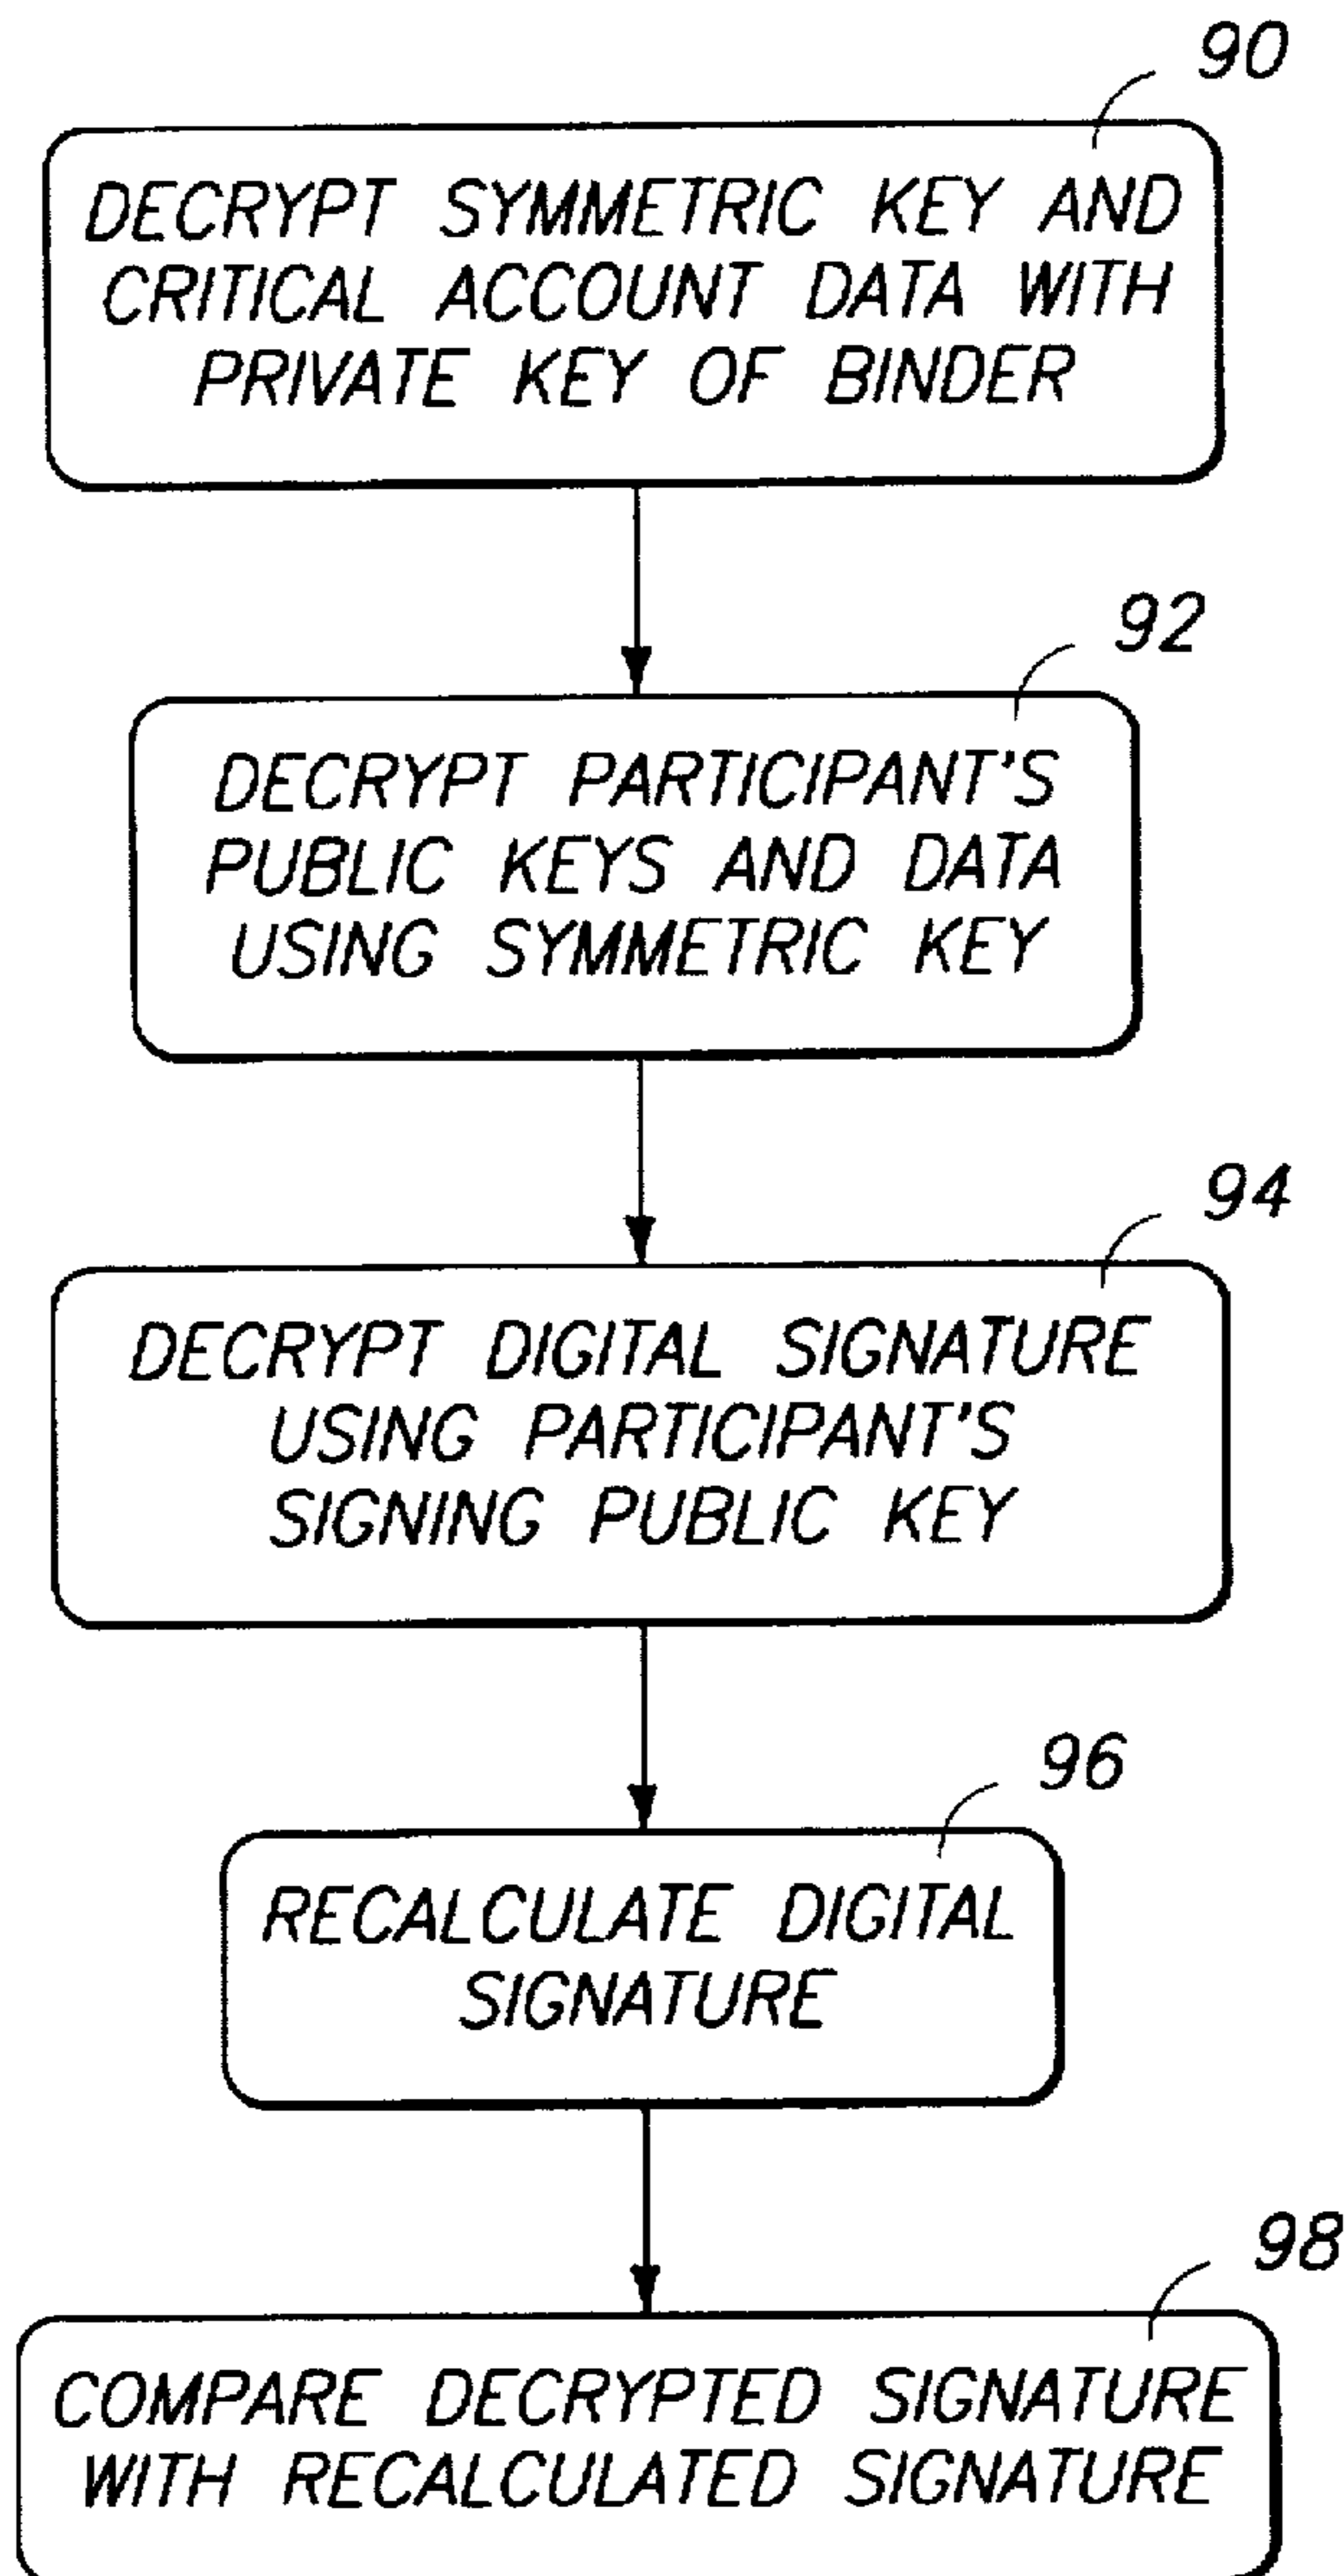 90
DECRYPT SYMMETRIC KEY AND
CRITICAL ACCOUNT DATA WITH
PRIVATE KEY OF BINDER
92
DECRYPT PARTICIPANT'S
PUBLIC KEYS AND DATA
USING SYMMETRIC KEY
94
DECRYPT DIGITAL SIGNATURE
USING PARTICIPANT'S
SIGNING PUBLIC KEY
96
RECALCULATE DIGITAL
SIGNATURE
98
COMPARE DECRYPTED SIGNATURE
WITH RECALCULATED SIGNATURE